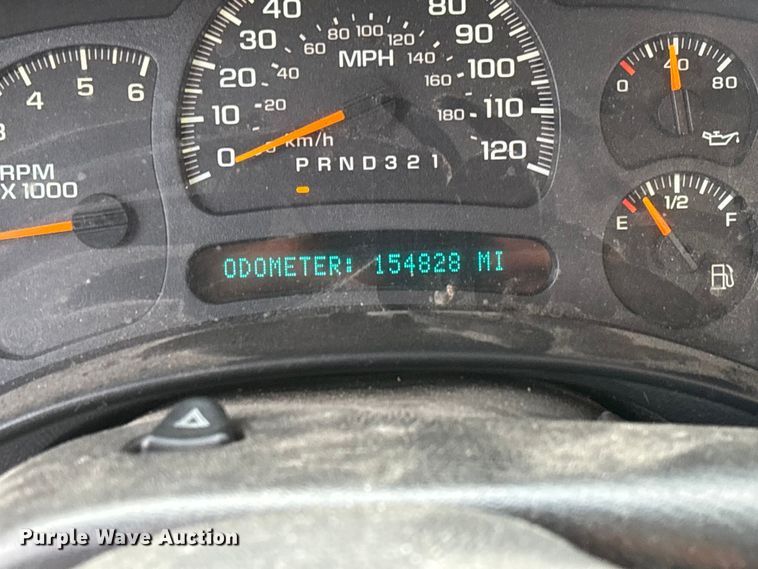 3 4 5 6
RPM
X 1000
0 10 20 30 40 80 90 100 110 120
20 40 60 80 100 120 140 160 180
MPH
km/h
P R N D 3 2 1
ODOMETER: 154828 MI
0 40 80
E 1/2 F
Purple Wave Auction